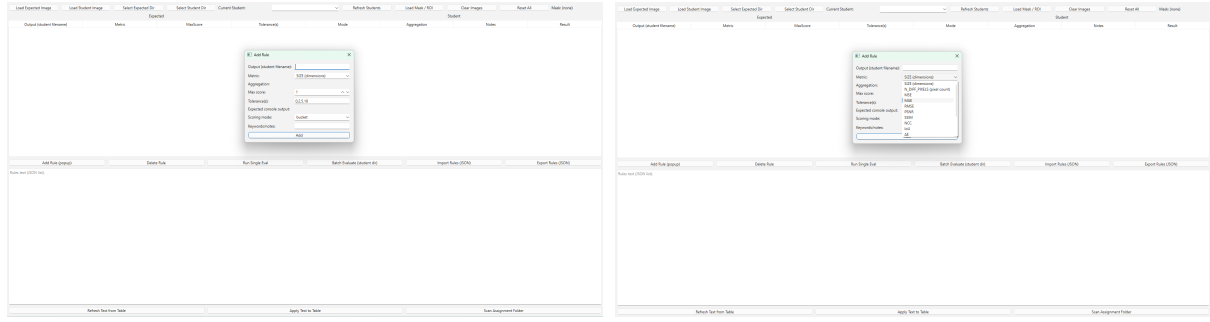 Load Expected Image Load Student Image Select Expected Dir Select Student Dir Current Student: Refresh Students Load Mask / ROI Clear Images Reset All Mask: (none)
Expected Student
Output (student filename) Metric MaxScore Tolerance(s) Mode Aggregation Notes Result
Add Rule
Output (student filename):
Metric: SIZE (dimensions)
Aggregation:
Max score: 1
Tolerance(s):
Expected console output:
Scoring mode: bucket
Keywords/notes:
Add
Add Rule (popup) Delete Rule Run Single Eval Batch Evaluate (student dir) Import Rules (JSON) Export Rules (JSON)
Rules text (JSON list)
Refresh Text from Table Apply Text to Table Scan Assignment Folder
Load Expected Image Load Student Image Select Expected Dir Select Student Dir Current Student: Refresh Students Load Mask / ROI Clear Images Reset All Mask: (none)
Expected Student
Output (student filename) Metric MaxScore Tolerance(s) Mode Aggregation Notes Result
Add Rule
Output (student filename):
Metric: SIZE (dimensions)
Aggregation: SIZE (dimensions)
N_DIFF_PIXELS (pixel count)
Max score: MSE
Tolerance(s): MAE
RMSE
Expected console output: PSNR
Scoring mode: SSIM
NCC
Keywords/notes: IoU
Add Rule (popup) Delete Rule Run Single Eval Batch Evaluate (student dir) Import Rules (JSON) Export Rules (JSON)
Rules text (JSON list)
Refresh Text from Table Apply Text to Table Scan Assignment Folder